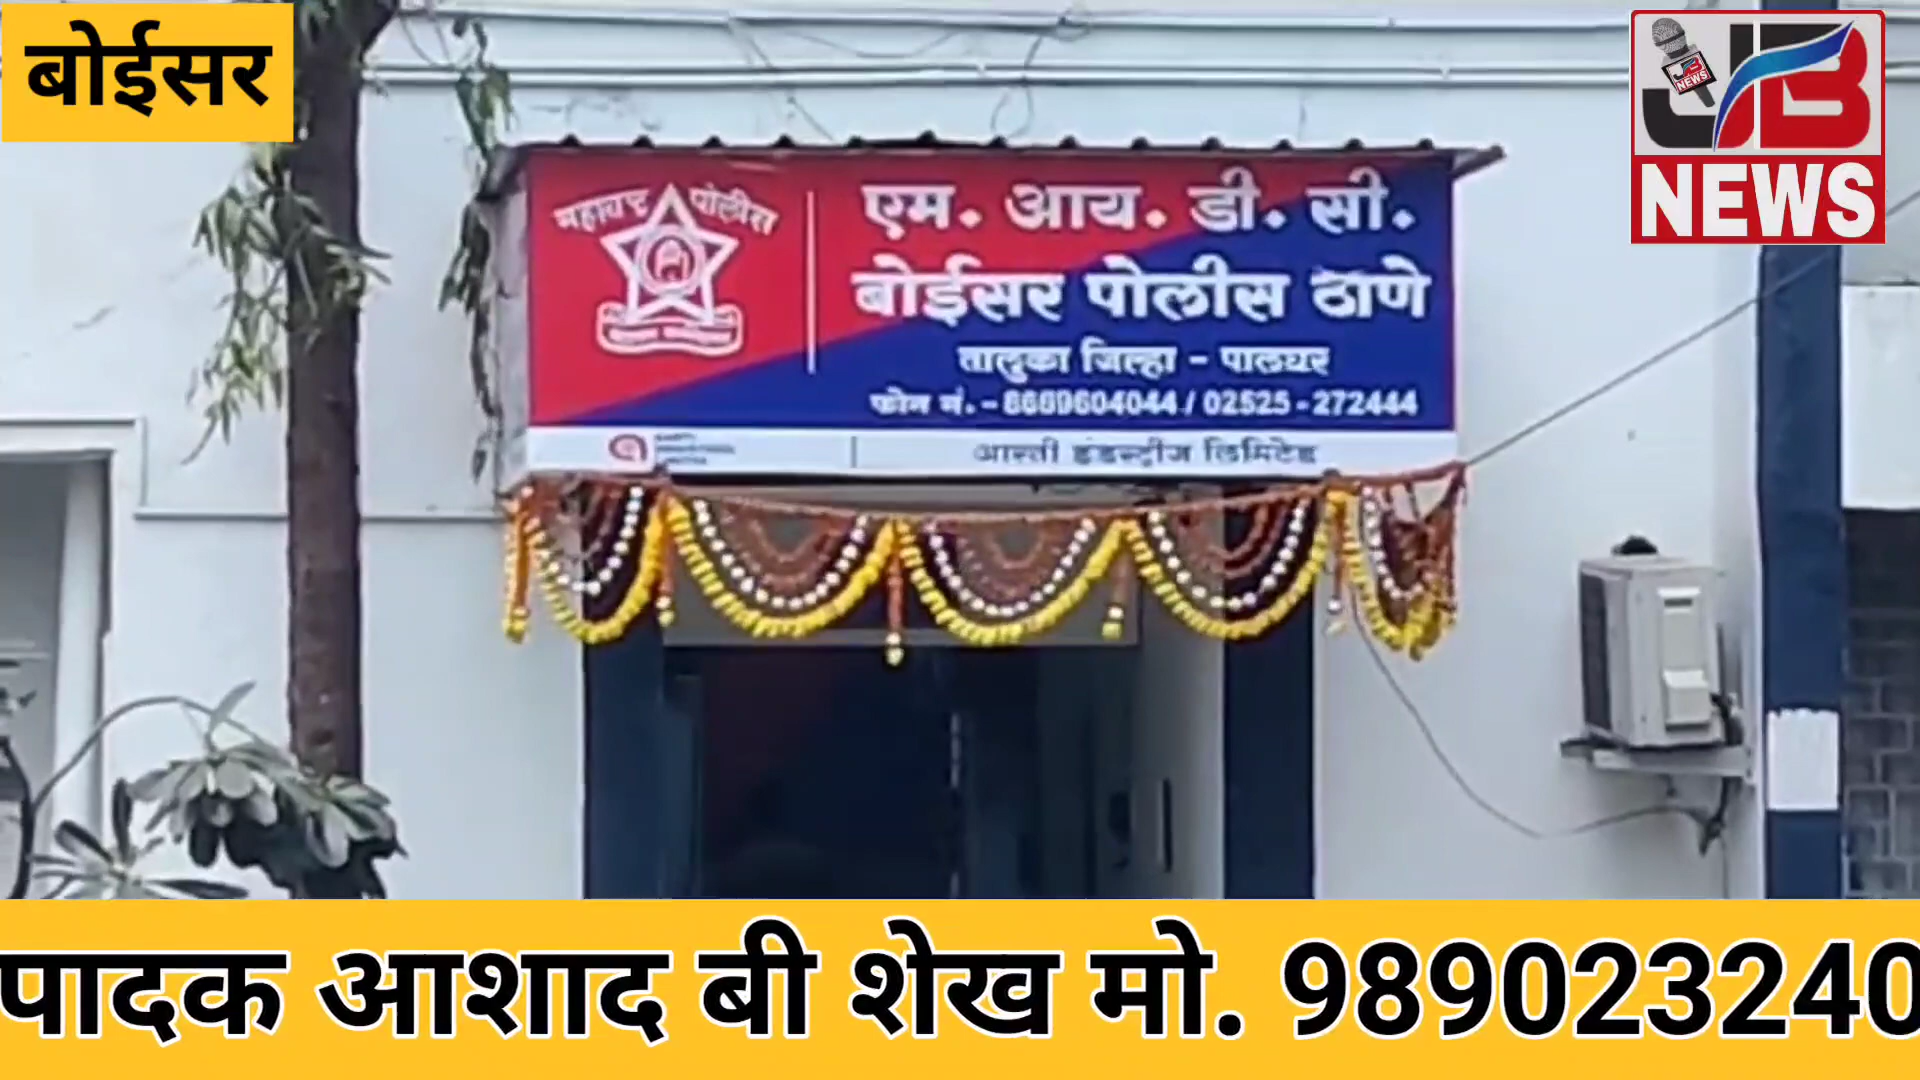 बोईसर
JB
NEWS
महाराष्ट्र पोलीस
एम. आय. डी. सी.
बोईसर पोलीस ठाणे
तालुका जिल्हा - पालघर
फोन नं. - 8669604044 / 02525 - 272444
आरती इंडस्ट्रीज लिमिटेड
पादक आशाद बी शेख मो. 989023240